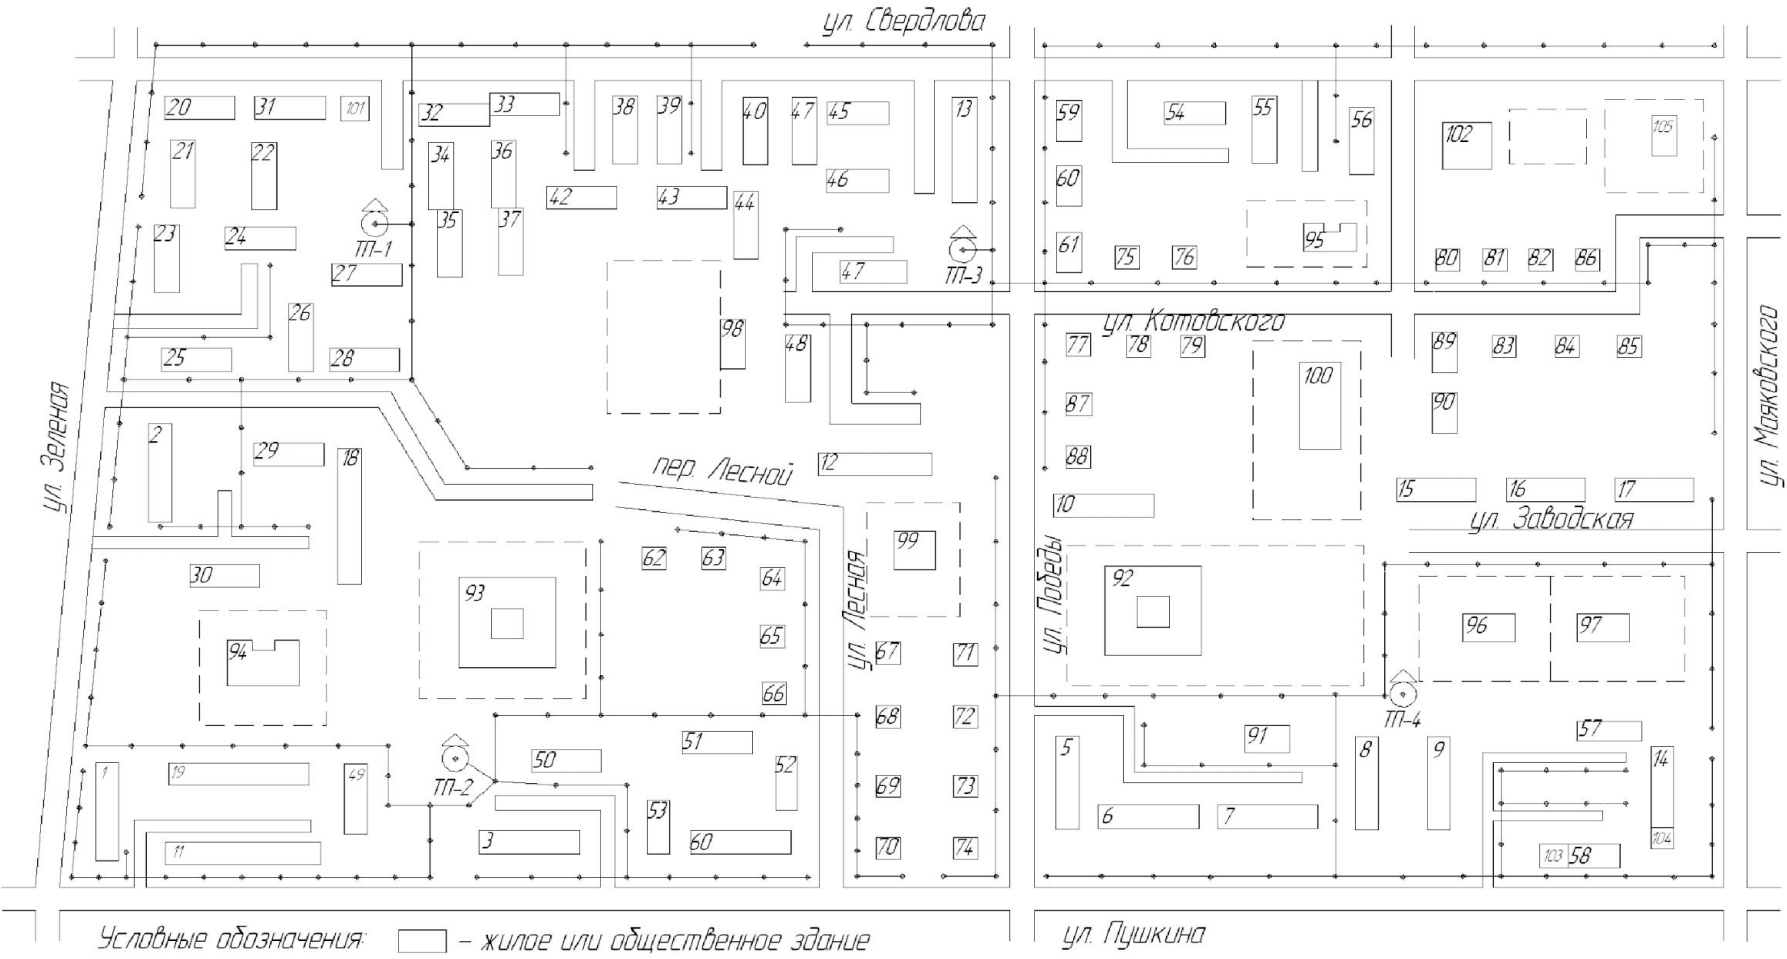 ул. Свердлова
20 31 101 32 33 38 39 40 47 45 13 59 54 55 56 102 105
21 22 34 36 46 60
23 24 ТП-1 35 37 42 43 44 61 75 76 95 80 81 82 86
27 47 ТП-3
26 98 ул. Котовского
25 28 48 77 78 79 89 83 84 85
ул. Зеленая 100 ул. Маяковского
87 90
2 29 18 12 88
пер. Лесной
10 15 16 17
ул. Заводская
99
62 63
30 93 64 ул. Лесная ул. Победы 92
94 65 67 71 96 97
66
68 72 ТП-4
51 57
1 19 49 ТП-2 50 52 5 91 8 9 14
69 73
53 6 7
11 3 60 70 74 103 58 104
Условные обозначения: – жилое или общественное здание
ул. Пушкина